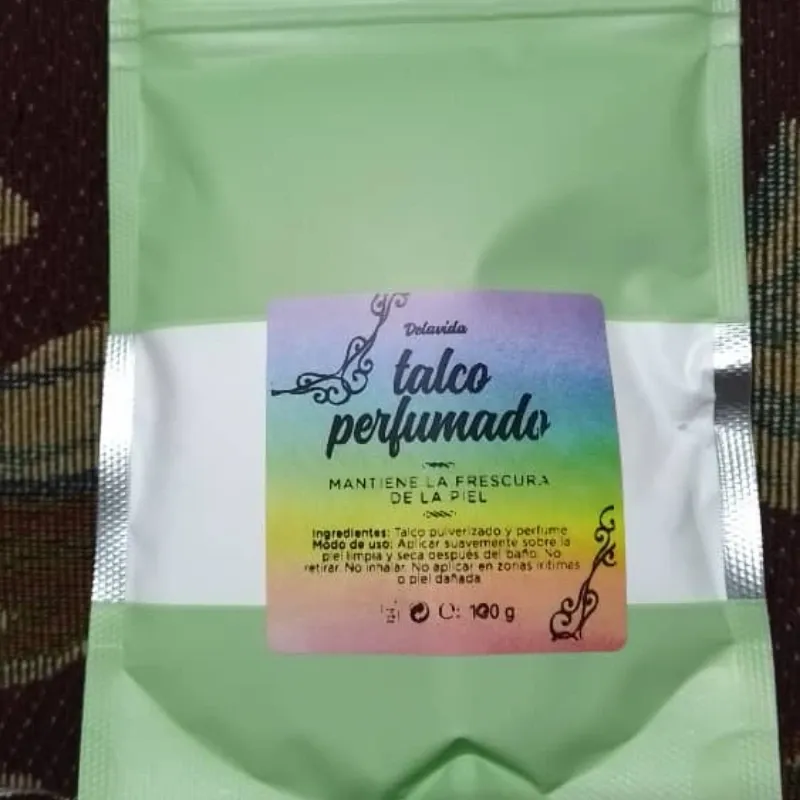 Delavida
talco
perfumado
MANTIENE LA FRESCURA
DE LA PIEL
Ingredientes: Talco pulverizado y perfume
Modo de uso: Aplicar suavemente sobre la
piel limpia y seca después del baño. No
retirar. No inhalar. No aplicar en zonas íntimas
o piel dañada
100 g